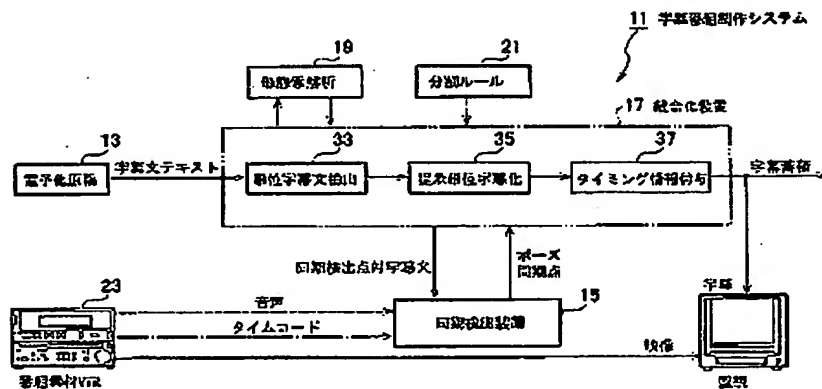 11 字幕番組制作システム
19
形態素解析
21
分割ルール
17 統合化装置
13
電子化原稿
字幕文テキスト
33
単位字幕文抽出
35
提示単位字幕化
37
タイミング情報付与
字幕番組
同期検出点付字幕文
ポーズ
同期点
23
音声
タイムコード
15
同期検出装置
字幕
映像
番組素材VTR